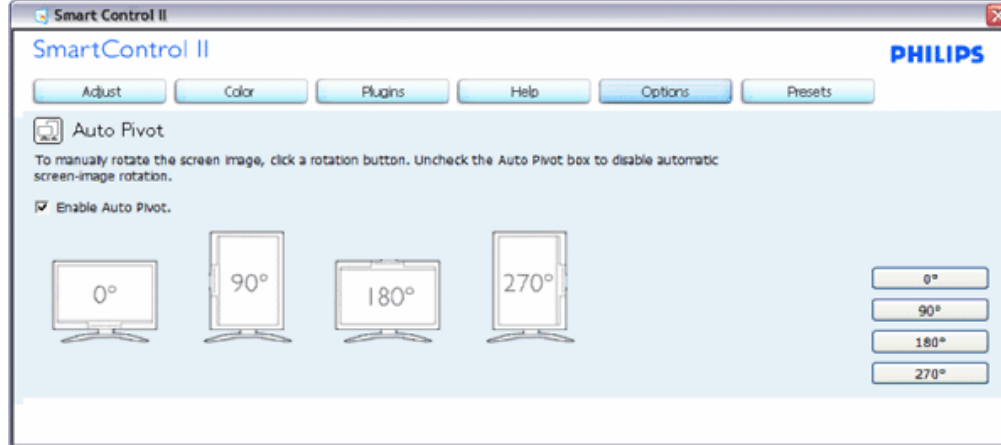 Smart Control II
SmartControl II
PHILIPS
Adjust Color Plugins Help Options Presets
Auto Pivot
To manually rotate the screen image, click a rotation button. Uncheck the Auto Pivot box to disable automatic
screen-image rotation.
Enable Auto Pivot.
0° 90° 180° 270°
0°
90°
180°
270°